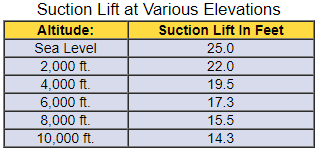 Suction Lift at Various Elevations
Altitude: Suction Lift In Feet
Sea Level 25.0
2,000 ft. 22.0
4,000 ft. 19.5
6,000 ft. 17.3
8,000 ft. 15.5
10,000 ft. 14.3